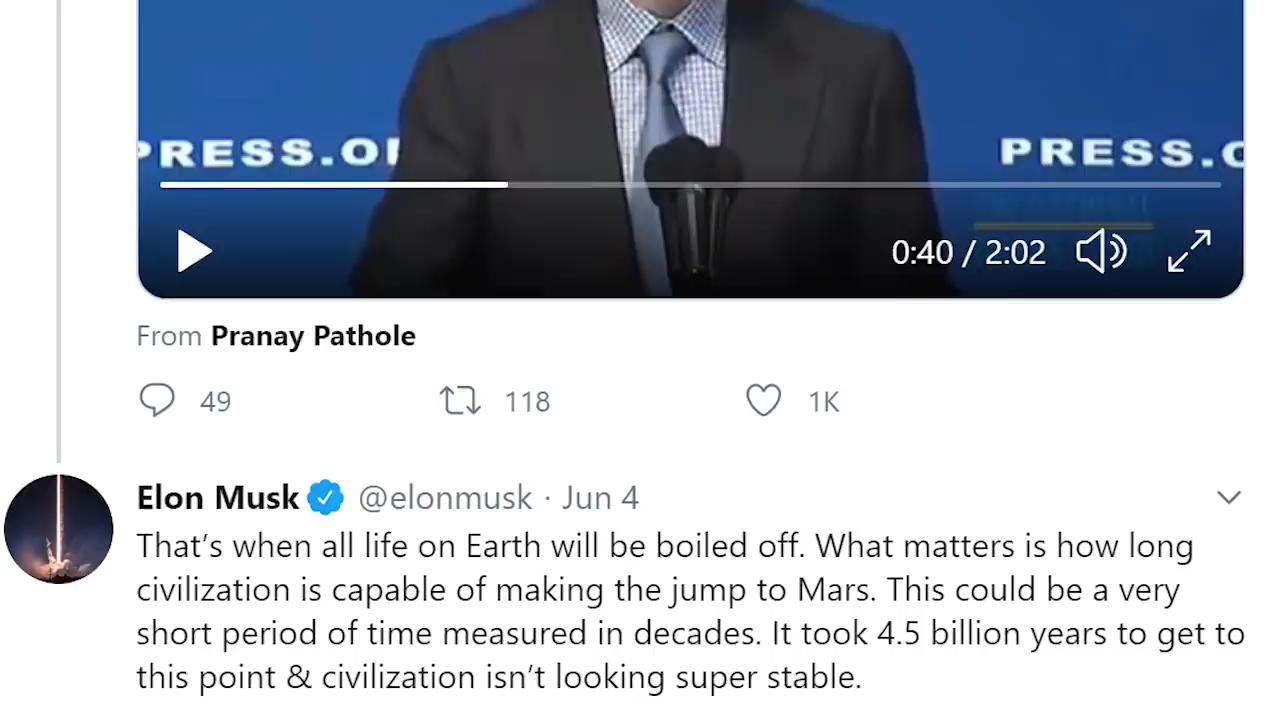 PRESS.O
PRESS.
0:40 / 2:02
From Pranay Pathole
49
118
1K
Elon Musk @elonmusk · Jun 4
That’s when all life on Earth will be boiled off. What matters is how long
civilization is capable of making the jump to Mars. This could be a very
short period of time measured in decades. It took 4.5 billion years to get to
this point & civilization isn’t looking super stable.